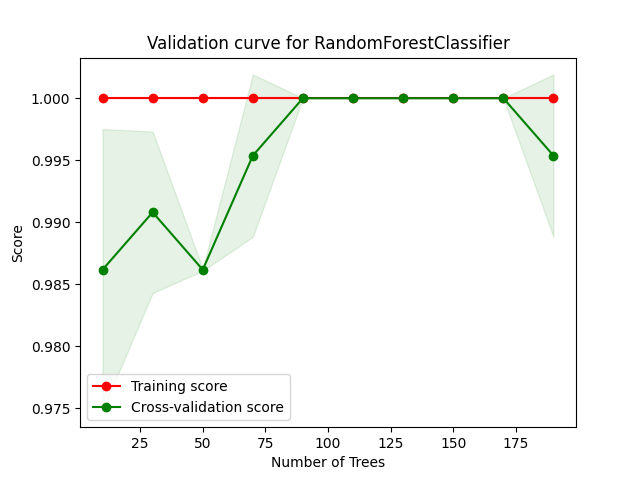 Validation curve for RandomForestClassifier
1.000
0.995
0.990
0.985
0.980
0.975
Score
Training score
Cross-validation score
25 50 75 100 125 150 175
Number of Trees